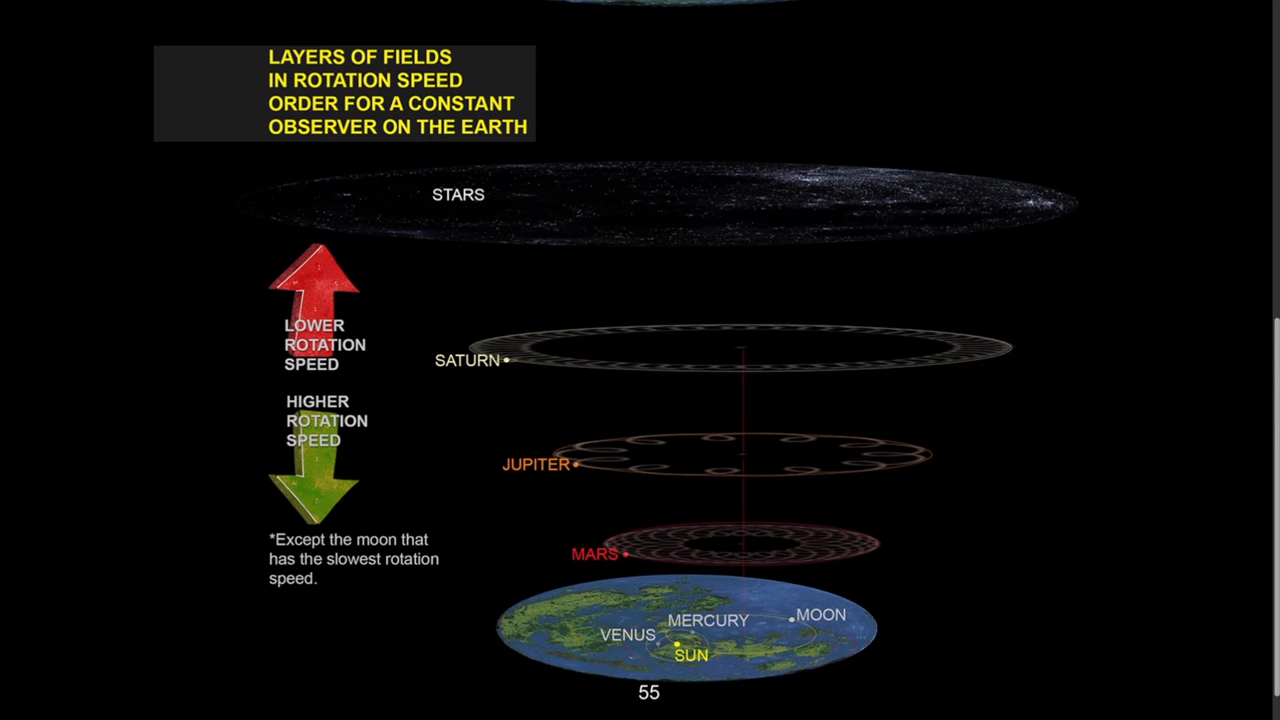 LAYERS OF FIELDS
IN ROTATION SPEED
ORDER FOR A CONSTANT
OBSERVER ON THE EARTH
STARS
LOWER
ROTATION
SPEED
SATURN
HIGHER
ROTATION
SPEED
JUPITER
*Except the moon that
has the slowest rotation
speed.
MARS
MERCURY
MOON
VENUS
SUN
55